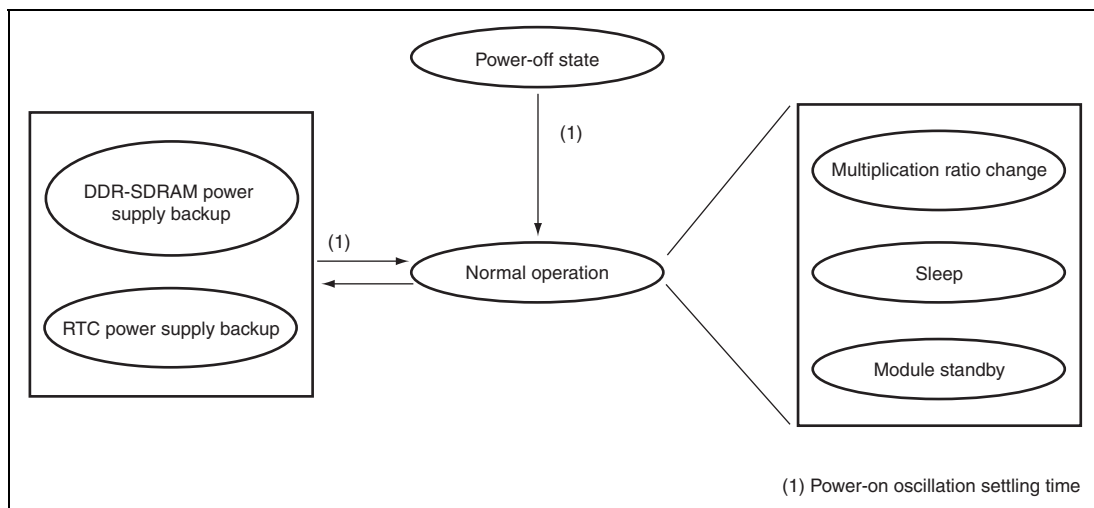 Power-off state
(1)
DDR-SDRAM power
supply backup
RTC power supply backup
(1)
Normal operation
Multiplication ratio change
Sleep
Module standby
(1) Power-on oscillation settling time